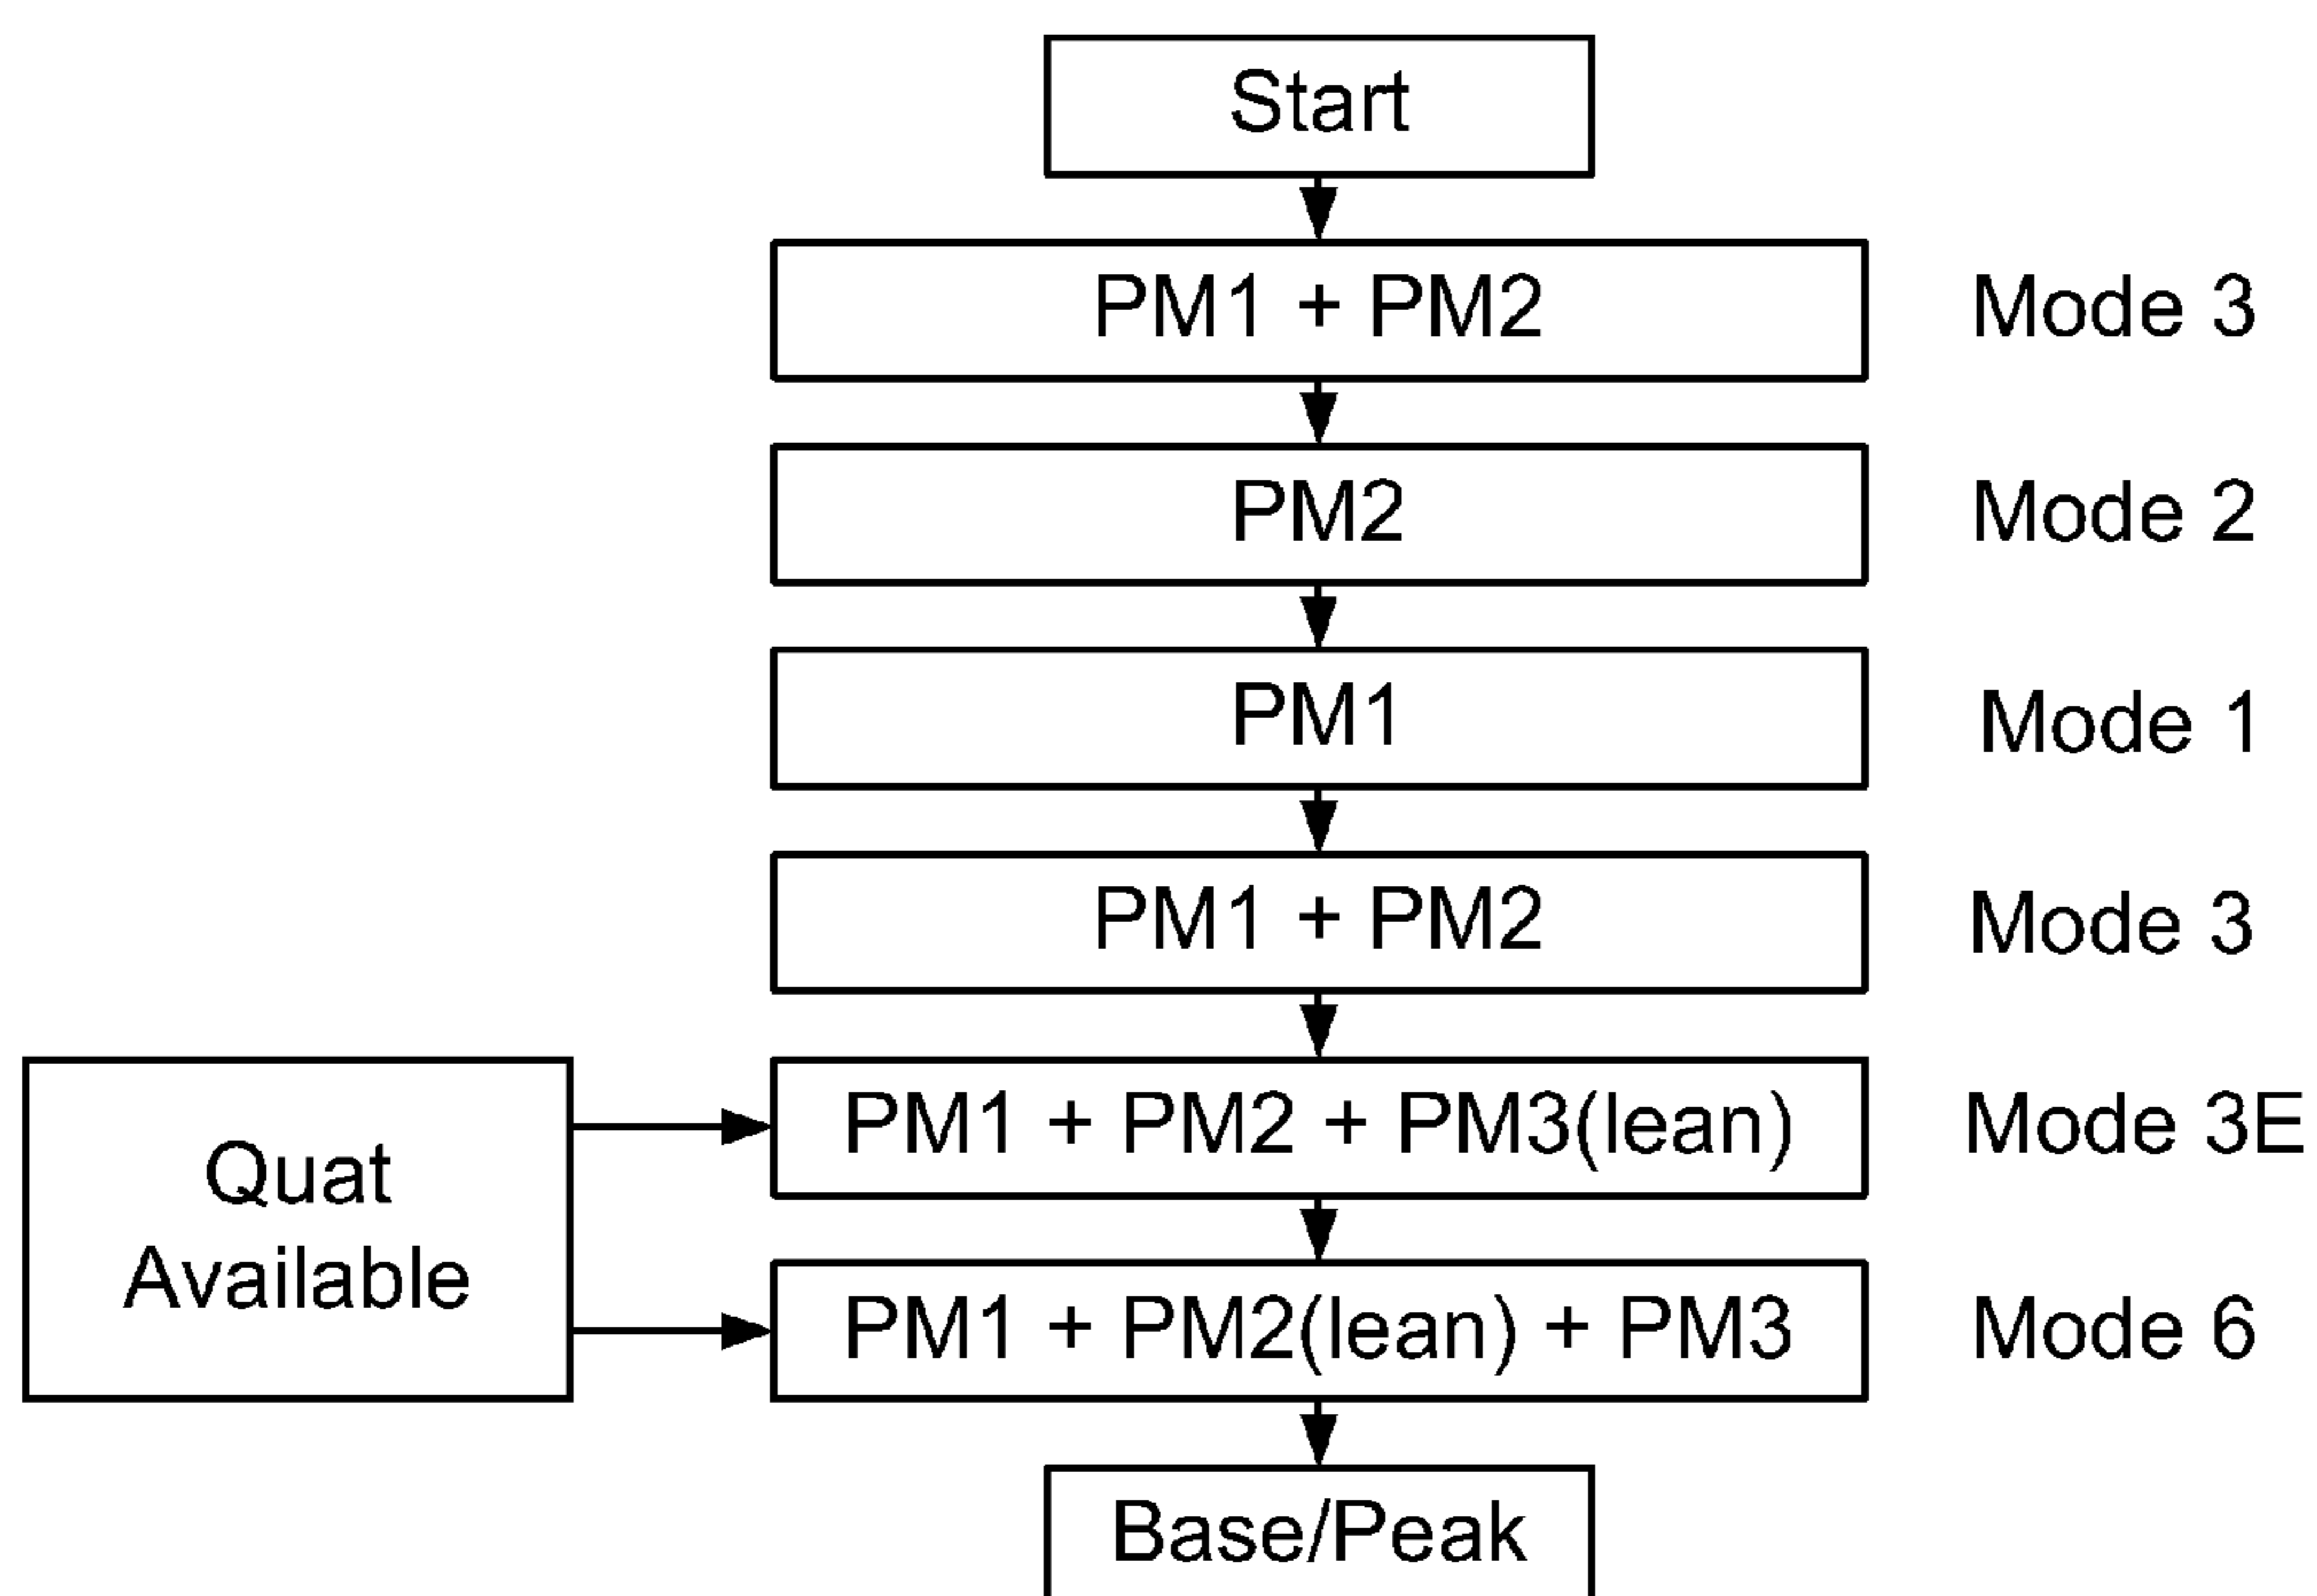 Start
PM1 + PM2 Mode 3
PM2 Mode 2
PM1 Mode 1
PM1 + PM2 Mode 3
PM1 + PM2 + PM3(lean) Mode 3E
Quat
Available
PM1 + PM2(lean) + PM3 Mode 6
Base/Peak